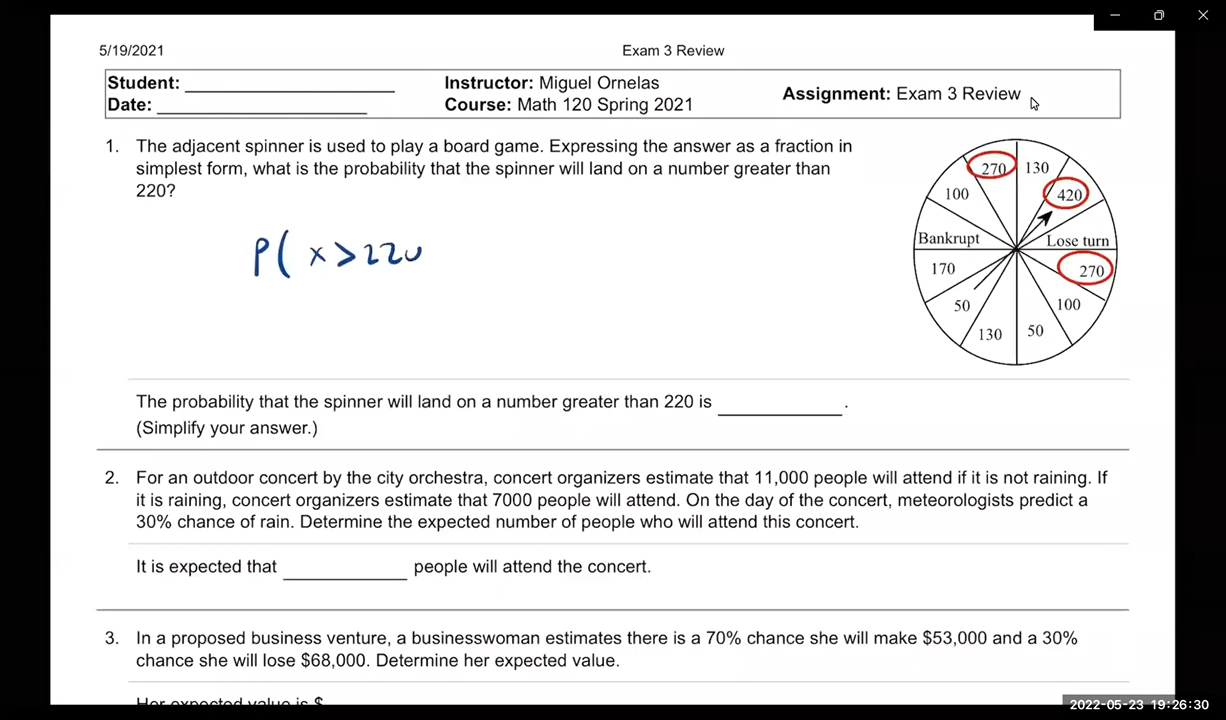 5/19/2021 Exam 3 Review
Student: Instructor: Miguel Ornelas
Date: Course: Math 120 Spring 2021 Assignment: Exam 3 Review
1. The adjacent spinner is used to play a board game. Expressing the answer as a fraction in
simplest form, what is the probability that the spinner will land on a number greater than
220?
P( x > 220
270 130
100 420
Bankrupt Lose turn
170 270
50 100
130 50
The probability that the spinner will land on a number greater than 220 is .
(Simplify your answer.)
2. For an outdoor concert by the city orchestra, concert organizers estimate that 11,000 people will attend if it is not raining. If
it is raining, concert organizers estimate that 7000 people will attend. On the day of the concert, meteorologists predict a
30% chance of rain. Determine the expected number of people who will attend this concert.
It is expected that people will attend the concert.
3. In a proposed business venture, a businesswoman estimates there is a 70% chance she will make $53,000 and a 30%
chance she will lose $68,000. Determine her expected value.
Her expected value is $
2022-05-23 19:26:30